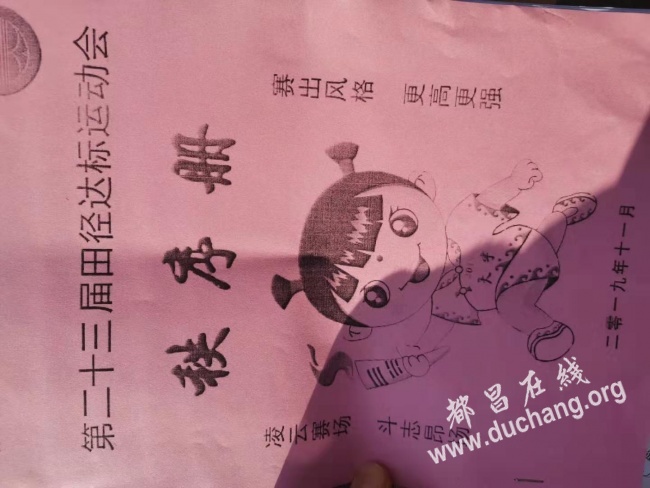 第二十三届田径达标运动会
秩序册
凌云赛场 赛出风格
斗志昂扬 更高更强
二零一九年十一月
都昌在线
www.duchang.org